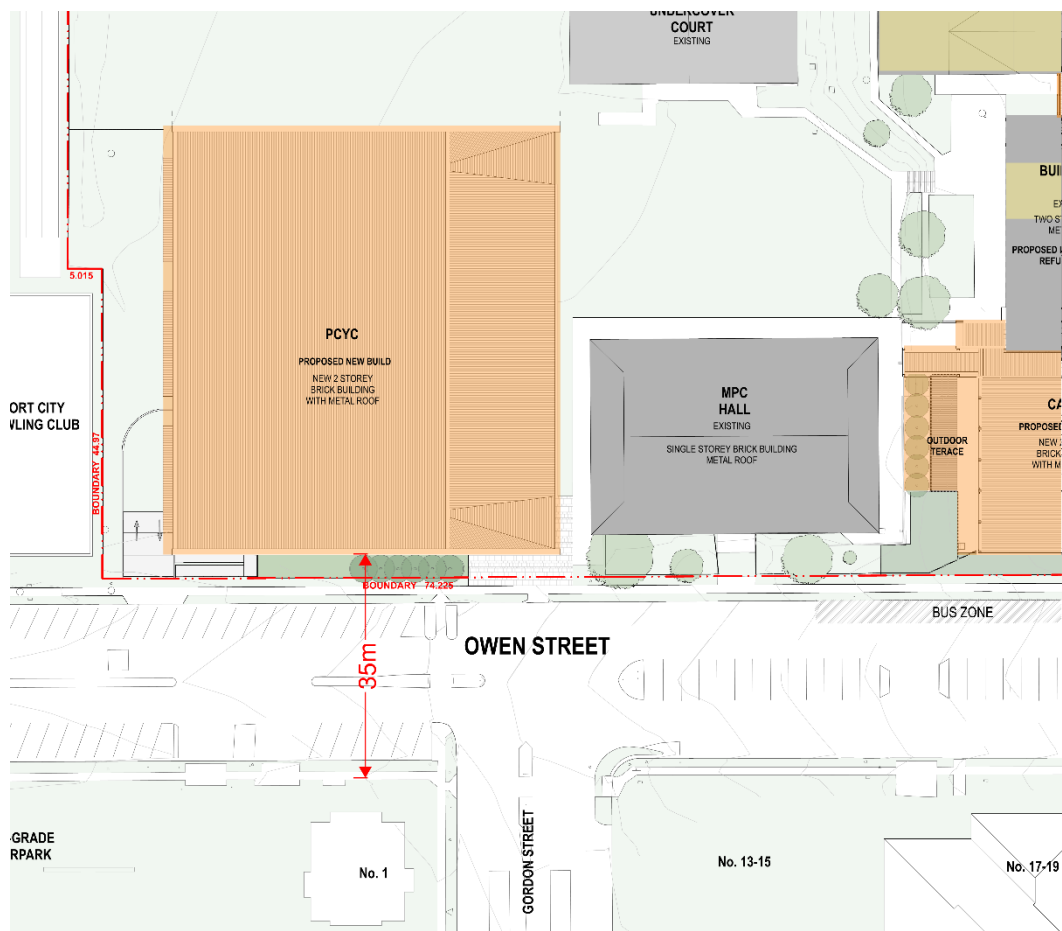 UNDERCOVER
COURT
EXISTING
BUI
EX
TWO S
ME
PROPOSED
REFU
5.015
PCYC
PROPOSED NEW BUILD
NEW 2 STOREY
BRICK BUILDING
WITH METAL ROOF
ORT CITY
WLING CLUB
BOUNDARY 44.97
MPC
HALL
EXISTING
SINGLE STOREY BRICK BUILDING
METAL ROOF
OUTDOOR
TERACE
CA
PROPOSED
NEW 2
BRICK
WITH M
BOUNDARY 74.225
BUS ZONE
OWEN STREET
35m
-GRADE
RPARK
No. 1
GORDON STREET
No. 13-15
No. 17-19